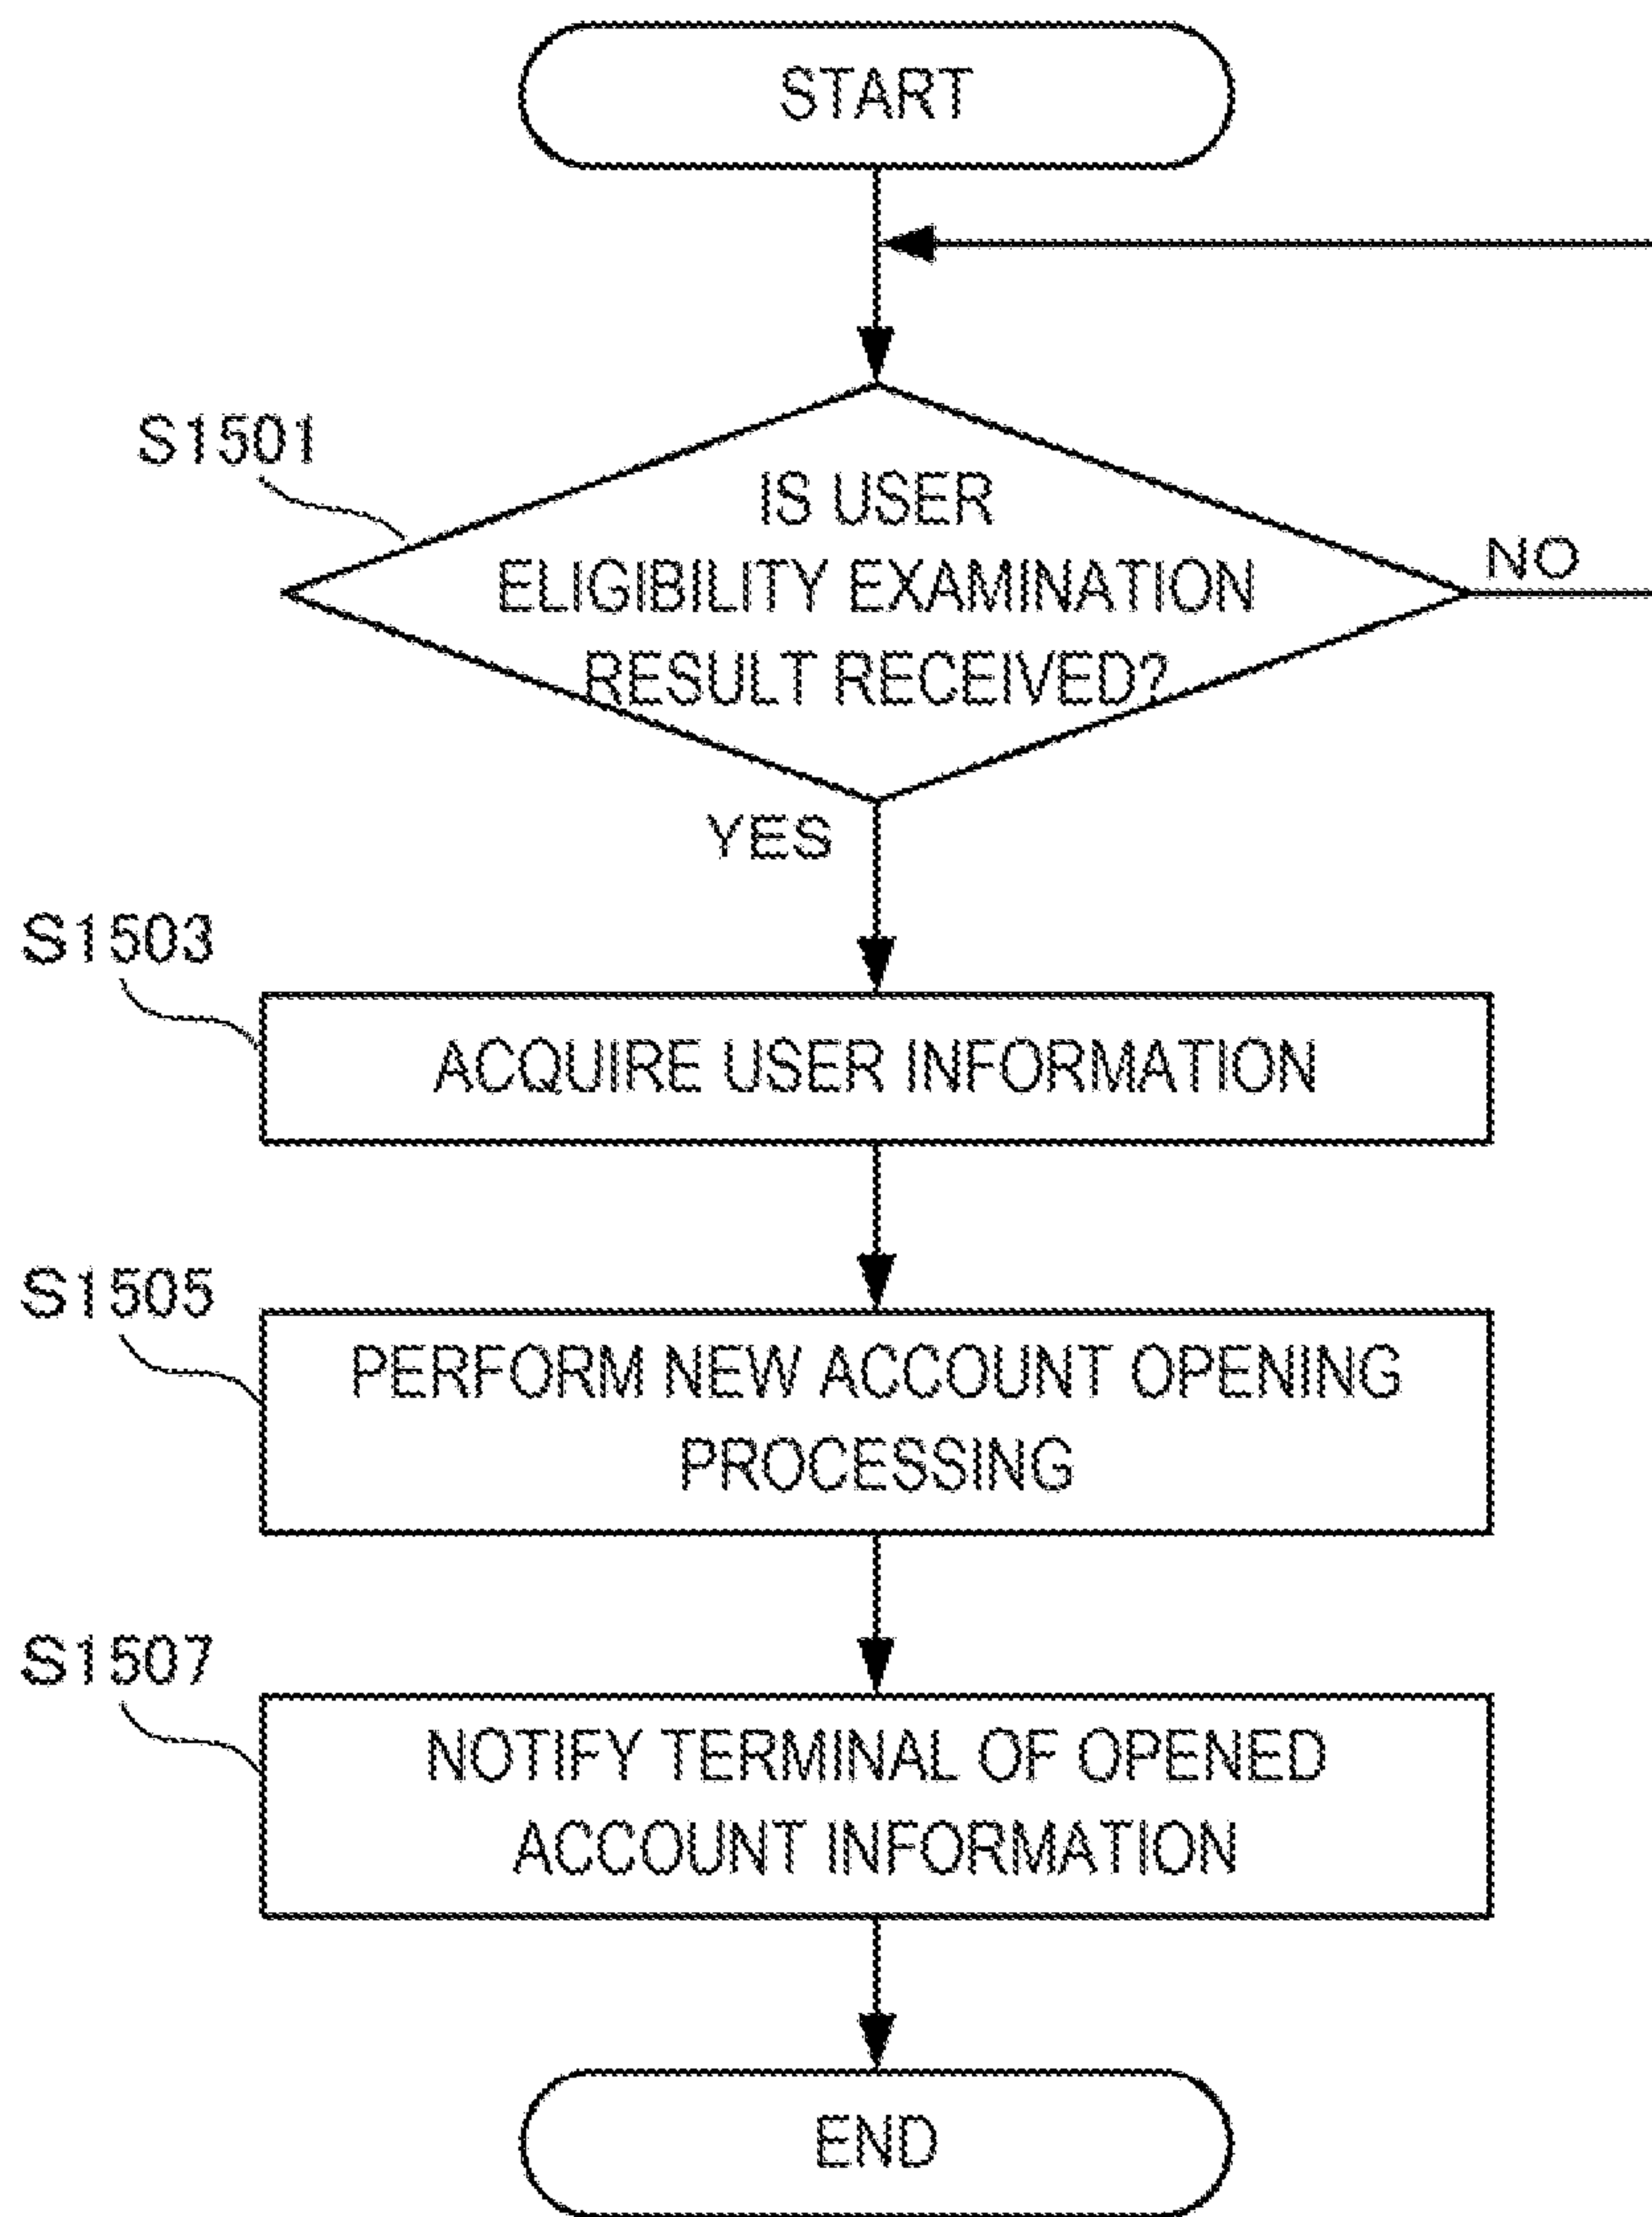 START
S1501
IS USER
ELIGIBILITY EXAMINATION
RESULT RECEIVED?
NO
YES
S1503
ACQUIRE USER INFORMATION
S1505
PERFORM NEW ACCOUNT OPENING
PROCESSING
S1507
NOTIFY TERMINAL OF OPENED
ACCOUNT INFORMATION
END